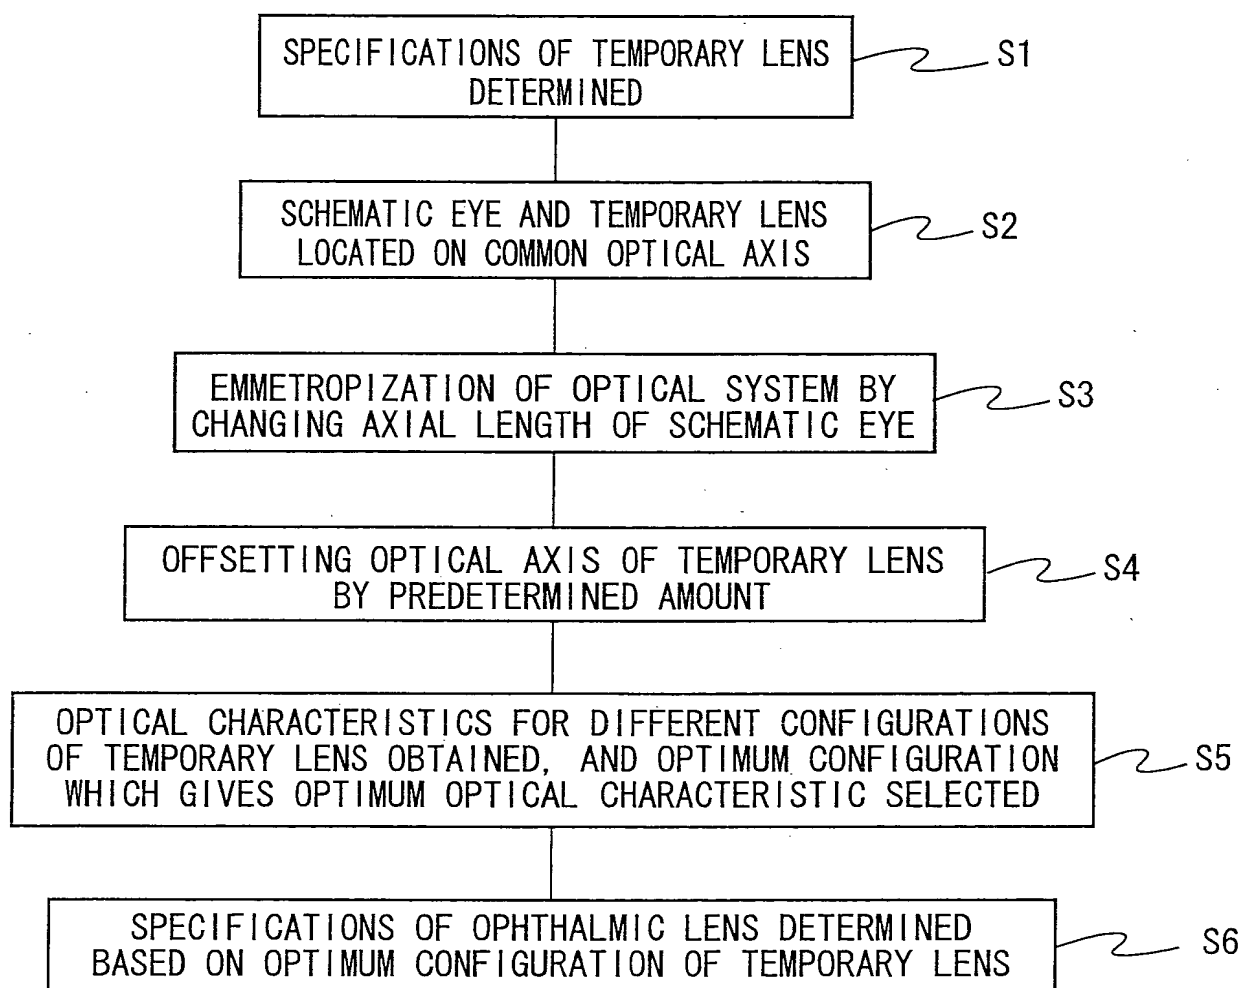 SPECIFICATIONS OF TEMPORARY LENS
DETERMINED
S1
SCHEMATIC EYE AND TEMPORARY LENS
LOCATED ON COMMON OPTICAL AXIS
S2
EMMETROPIZATION OF OPTICAL SYSTEM BY
CHANGING AXIAL LENGTH OF SCHEMATIC EYE
S3
OFFSETTING OPTICAL AXIS OF TEMPORARY LENS
BY PREDETERMINED AMOUNT
S4
OPTICAL CHARACTERISTICS FOR DIFFERENT CONFIGURATIONS
OF TEMPORARY LENS OBTAINED, AND OPTIMUM CONFIGURATION
WHICH GIVES OPTIMUM OPTICAL CHARACTERISTIC SELECTED
S5
SPECIFICATIONS OF OPHTHALMIC LENS DETERMINED
BASED ON OPTIMUM CONFIGURATION OF TEMPORARY LENS
S6